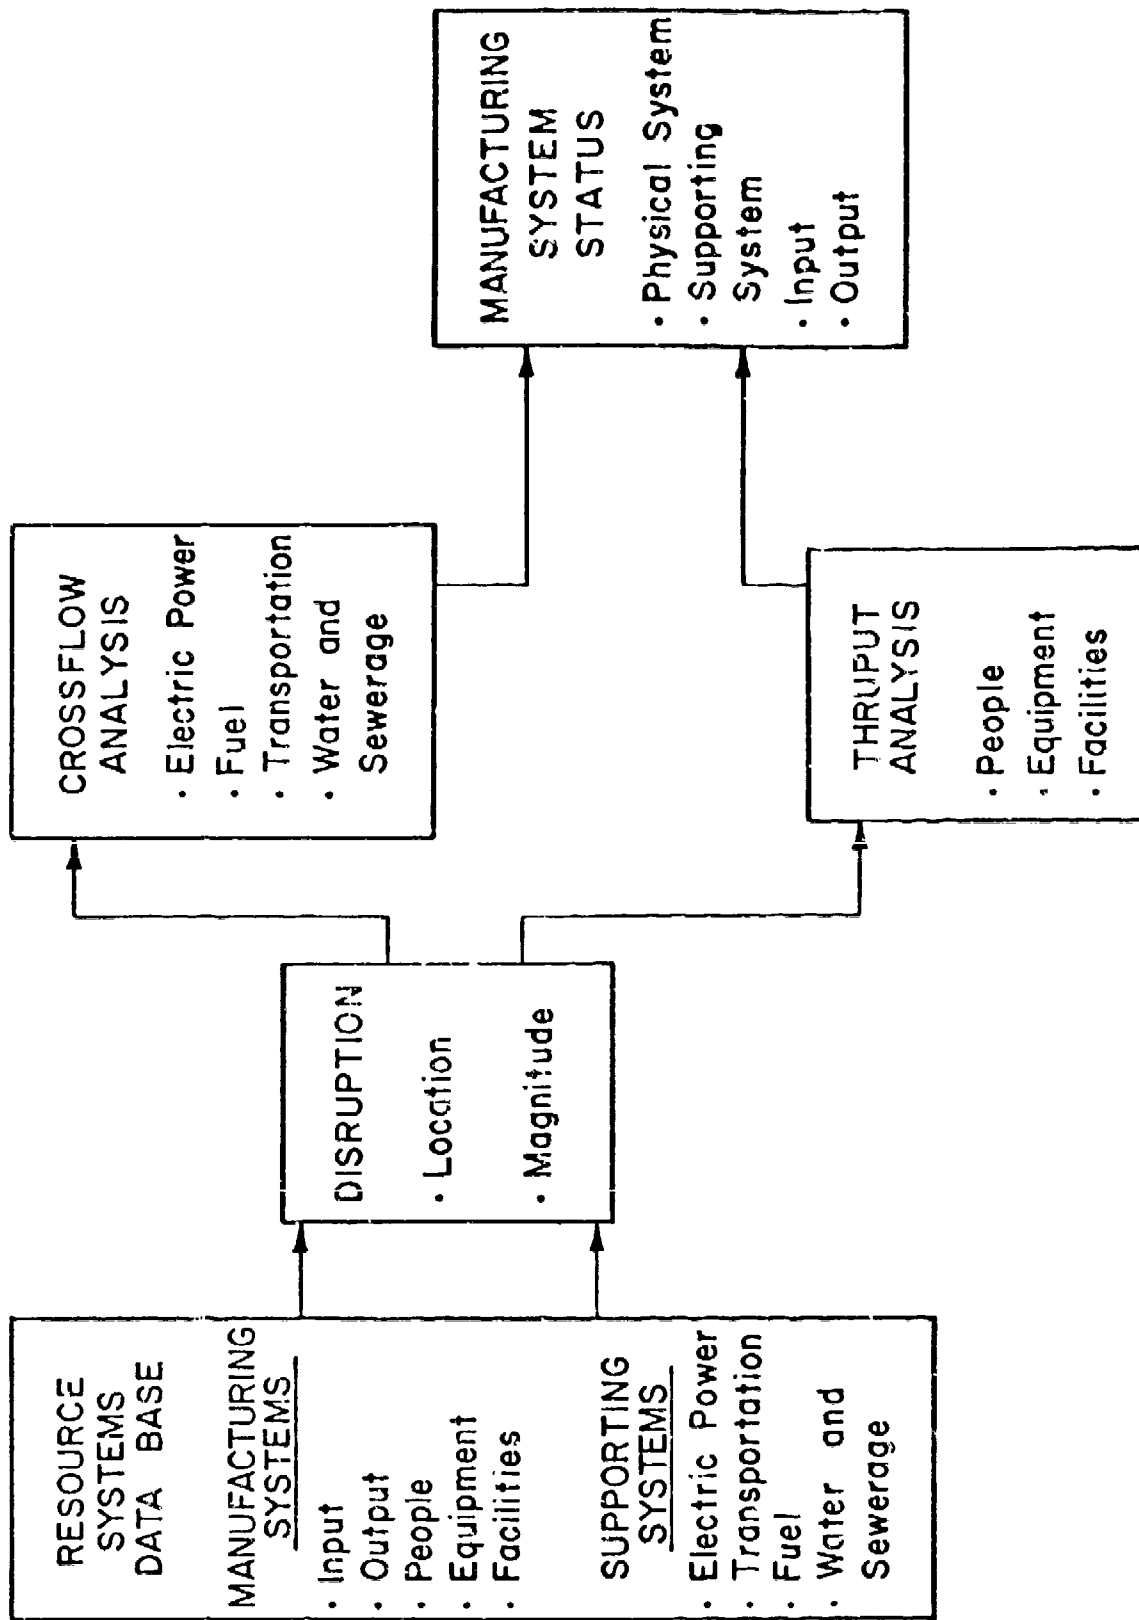 RESOURCE
SYSTEMS
DATA BASE
MANUFACTURING
SYSTEMS
• Input
• Output
• People
• Equipment
• Facilities
SUPPORTING
SYSTEMS
• Electric Power
• Transportation
• Fuel
• Water and
Sewerage
DISRUPTION
• Location
• Magnitude
CROSSFLOW
ANALYSIS
• Electric Power
• Fuel
• Transportation
• Water and
Sewerage
THRUPUT
ANALYSIS
• People
• Equipment
• Facilities
MANUFACTURING
SYSTEM
STATUS
• Physical System
• Supporting
System
• Input
• Output